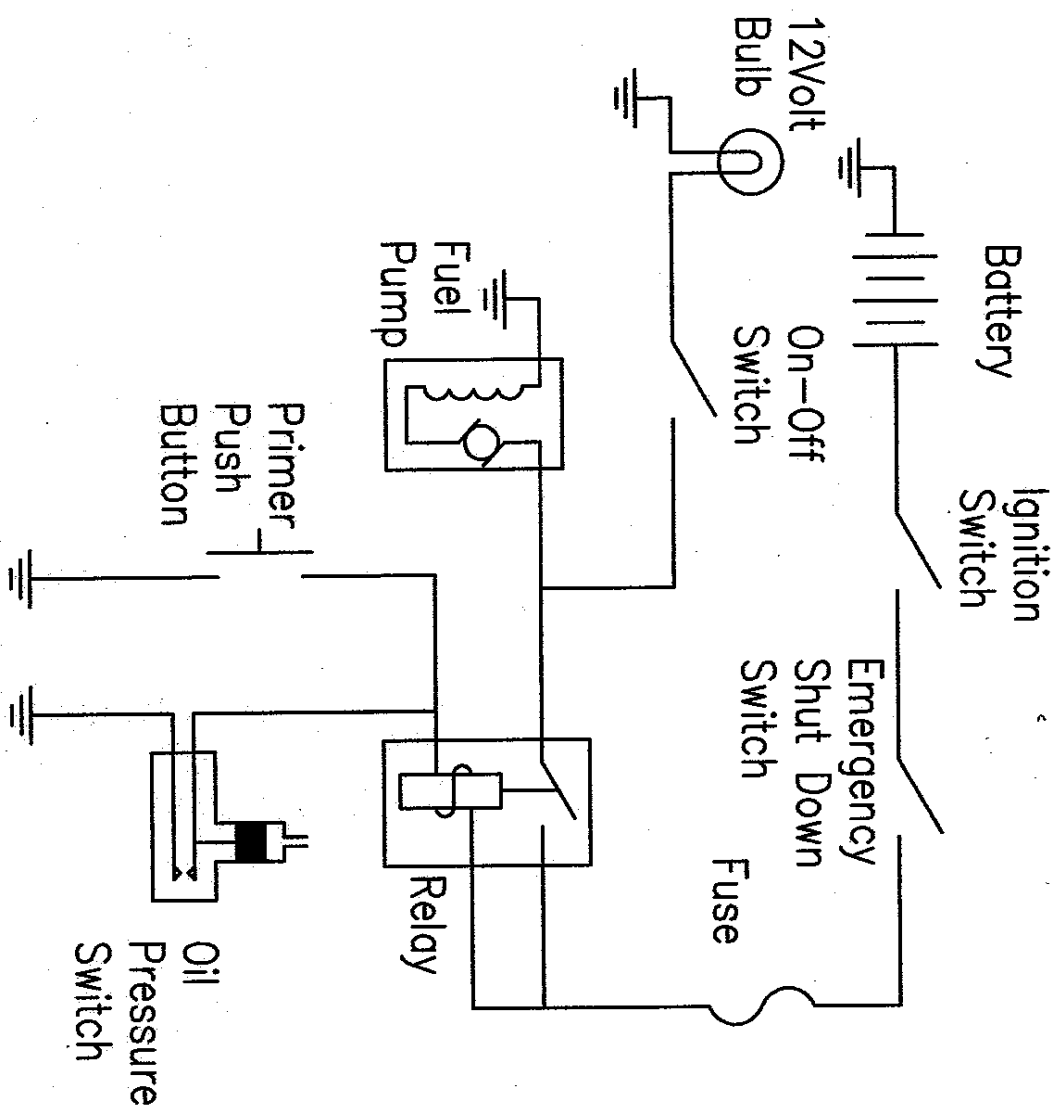 Battery
Ignition
Switch
Emergency
Shut Down
Switch
12Volt
Bulb
On-Off
Switch
Fuse
Fuel
Pump
Relay
Primer
Push
Button
Oil
Pressure
Switch